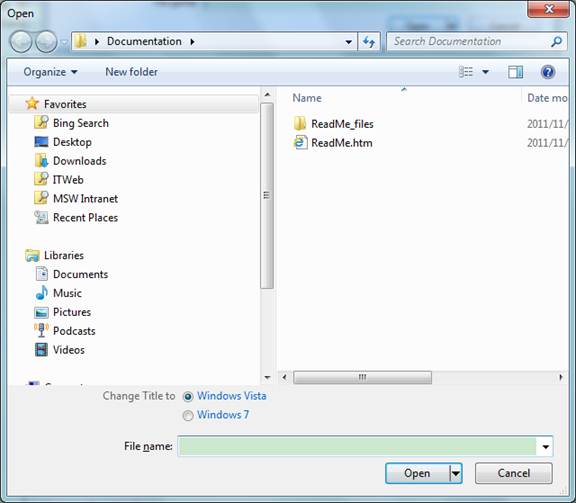 Open
Documentation
Search Documentation
Organize
New folder
Favorites
Bing Search
Desktop
Downloads
ITWeb
MSW Intranet
Recent Places
Libraries
Documents
Music
Pictures
Podcasts
Videos
Name
Date mo
ReadMe_files
2011/11/
ReadMe.htm
2011/11/
Change Title to
Windows Vista
Windows 7
File name:
Open
Cancel